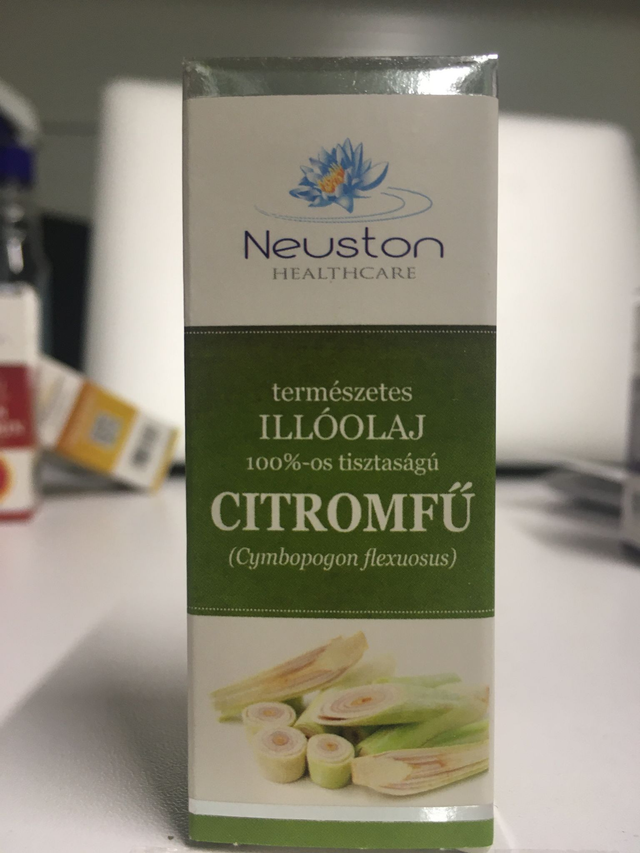 Neuston
HEALTHCARE
természetes
ILLÓOLAJ
100%-os tisztaságú
CITROMFŰ
(Cymbopogon flexuosus)